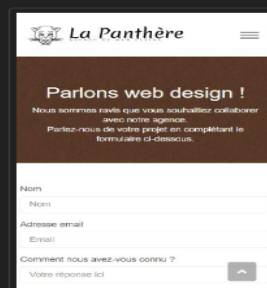 La Panthère
Parlons web design !
Nous sommes ravis que vous souhaitiez collaborer
avec notre agence.
Parlez-nous de votre projet en complétant le
formulaire ci-dessous.
Nom
Nom
Adresse email
Email
Comment nous avez-vous connu ?
Votre réponse ici